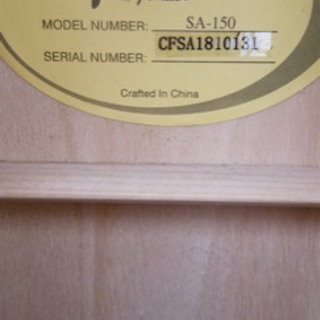 MODEL NUMBER: SA-150
SERIAL NUMBER: CFSA1810131
Crafted In China